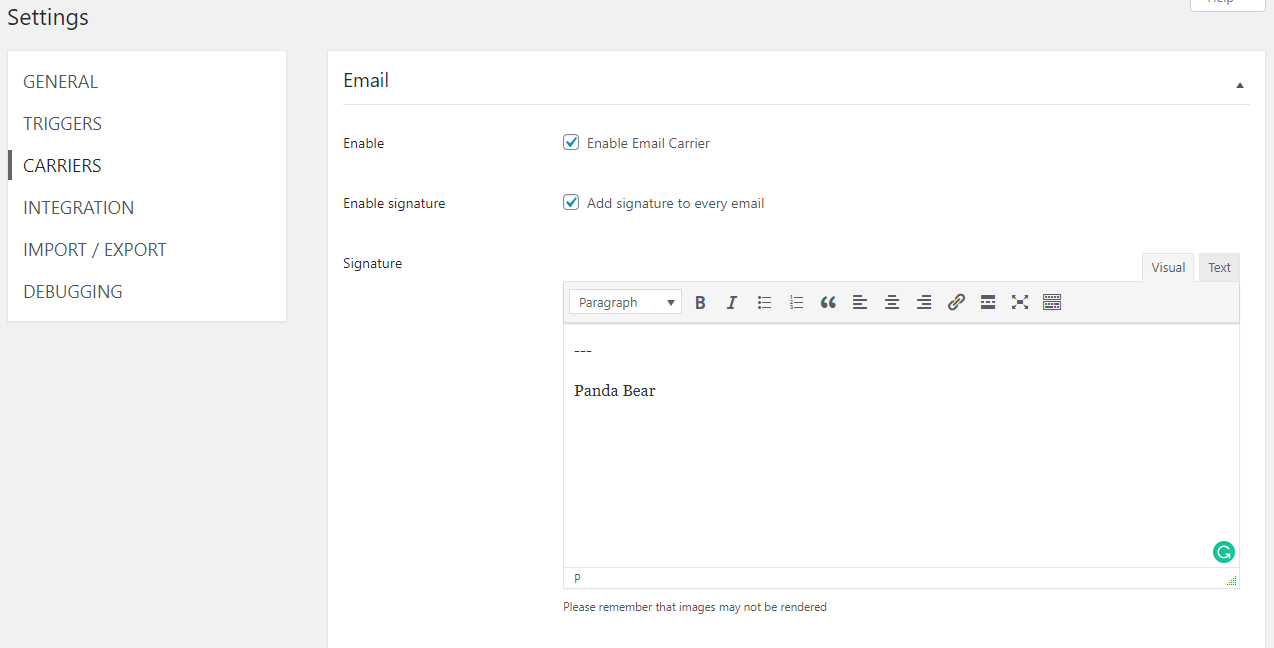 Help
Settings
GENERAL
TRIGGERS
CARRIERS
INTEGRATION
IMPORT / EXPORT
DEBUGGING
Email
Enable
Enable Email Carrier
Enable signature
Add signature to every email
Signature
Visual Text
Paragraph
---
Panda Bear
P
Please remember that images may not be rendered